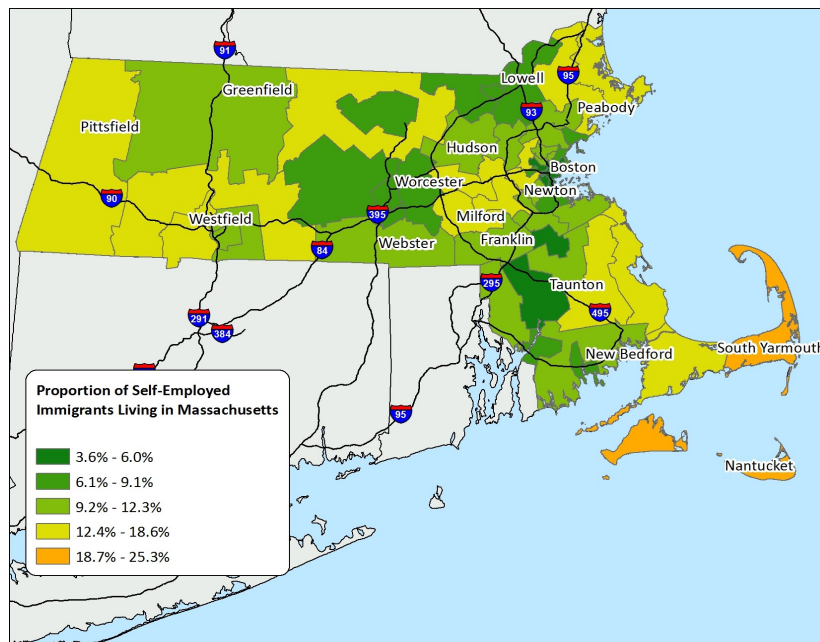 91
Lowell
95
Greenfield
93
Peabody
Pittsfield
Hudson
Boston
Worcester
Newton
90
395
Westfield
Milford
Webster
Franklin
84
295
Taunton
291
495
384
South Yarmouth
New Bedford
Proportion of Self-Employed
Immigrants Living in Massachusetts
95
3.6% - 6.0%
6.1% - 9.1%
Nantucket
9.2% - 12.3%
12.4% - 18.6%
18.7% - 25.3%